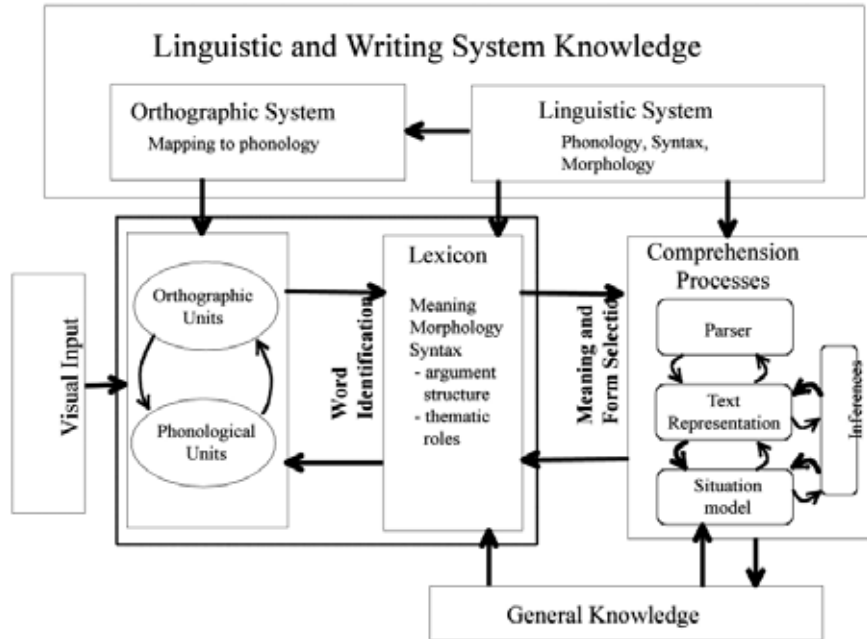 Linguistic and Writing System Knowledge
Orthographic System
Mapping to phonology
Linguistic System
Phonology, Syntax,
Morphology
Visual Input
Orthographic
Units
Phonological
Units
Word
Identification
Lexicon
Meaning
Morphology
Syntax
- argument
structure
- thematic
roles
Meaning and
Form Selectio
Comprehension
Processes
Parser
Text
Representation
Situation
model
Inferences
General Knowledge